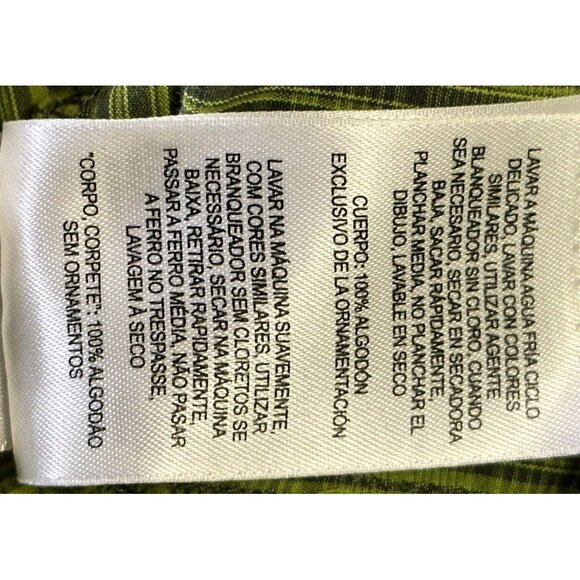 LAVAR A MÁQUINA AGUA FRIA CICLO
DELICADO, LAVAR CON COLORES
SIMILARES, UTILIZAR AGENTE
BLANQUEADOR SIN CLORO, CUANDO
SEA NECESARIO, SECAR EN SECADORA
BAJA, SACAR RÁPIDAMENTE,
PLANCHAR MEDIA, NO PLANCHAR EL
DIBUJO, LAVABLE EN SECO
CUERPO: 100% ALGODÓN
EXCLUSIVO DE LA ORNAMENTACIÓN
LAVAR NA MÁQUINA SUAVEMENTE,
COM CORES SIMILARES, UTILIZAR
BRANQUEADOR SEM CLORETOS SE
NECESSÁRIO, SECAR NA MÁQUINA
BAIXA, RETIRAR RAPIDAMENTE,
PASSAR A FERRO MÉDIA, NÃO PASSAR
A FERRO NO TRESPASSE,
LAVAGEM À SECO
"CORPO, CORPETE": 100% ALGODÃO
SEM ORNAMENTOS